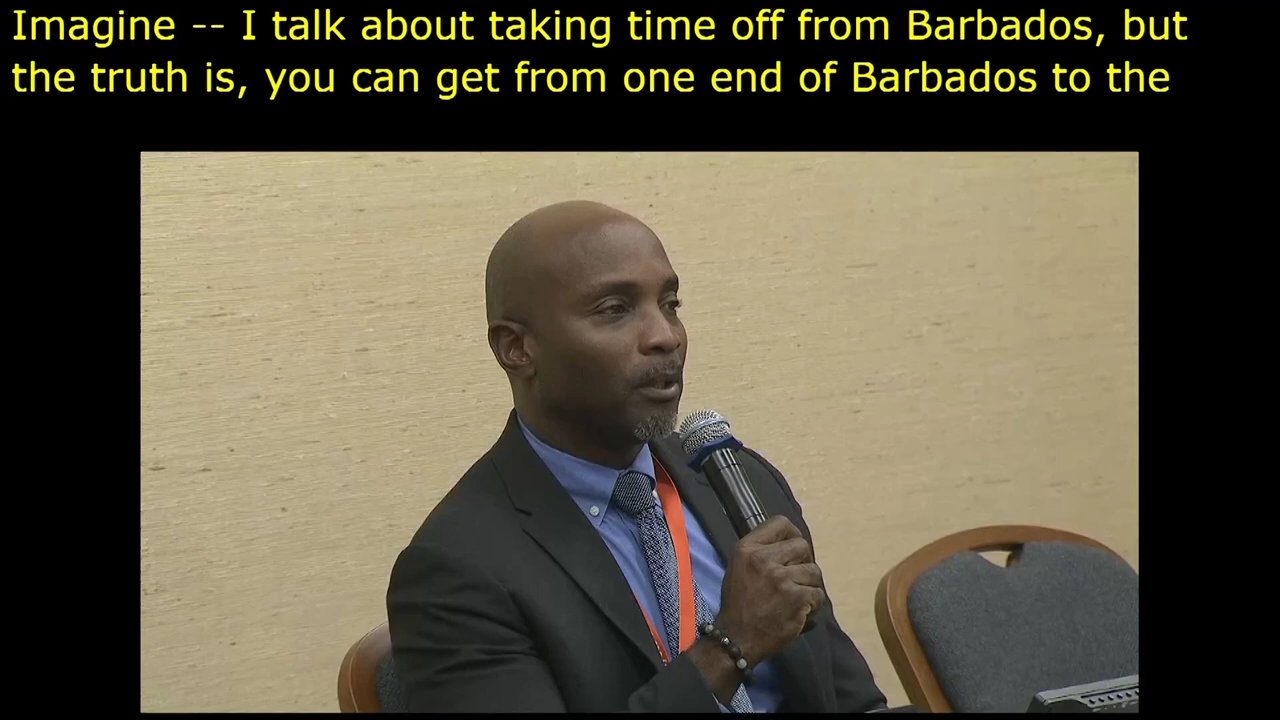 Imagine -- I talk about taking time off from Barbados, but
the truth is, you can get from one end of Barbados to the